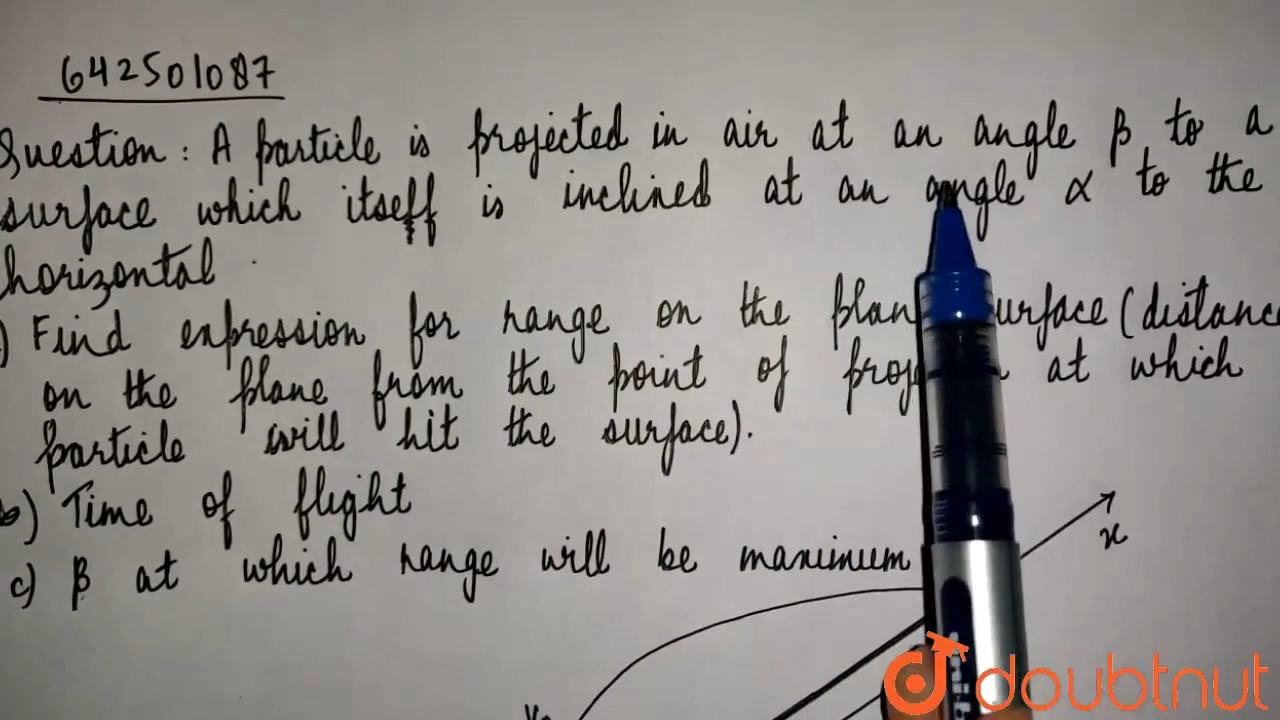 642501087
Question: A particle is projected in air at an angle β to a
surface which itself is inclined at an angle α to the
horizontal
) Find expression for range on the surface (distance
on the plane from the point of at which
particle will hit the surface).
b) Time of flight
c) β at which range will be maximum
x
doubtnut